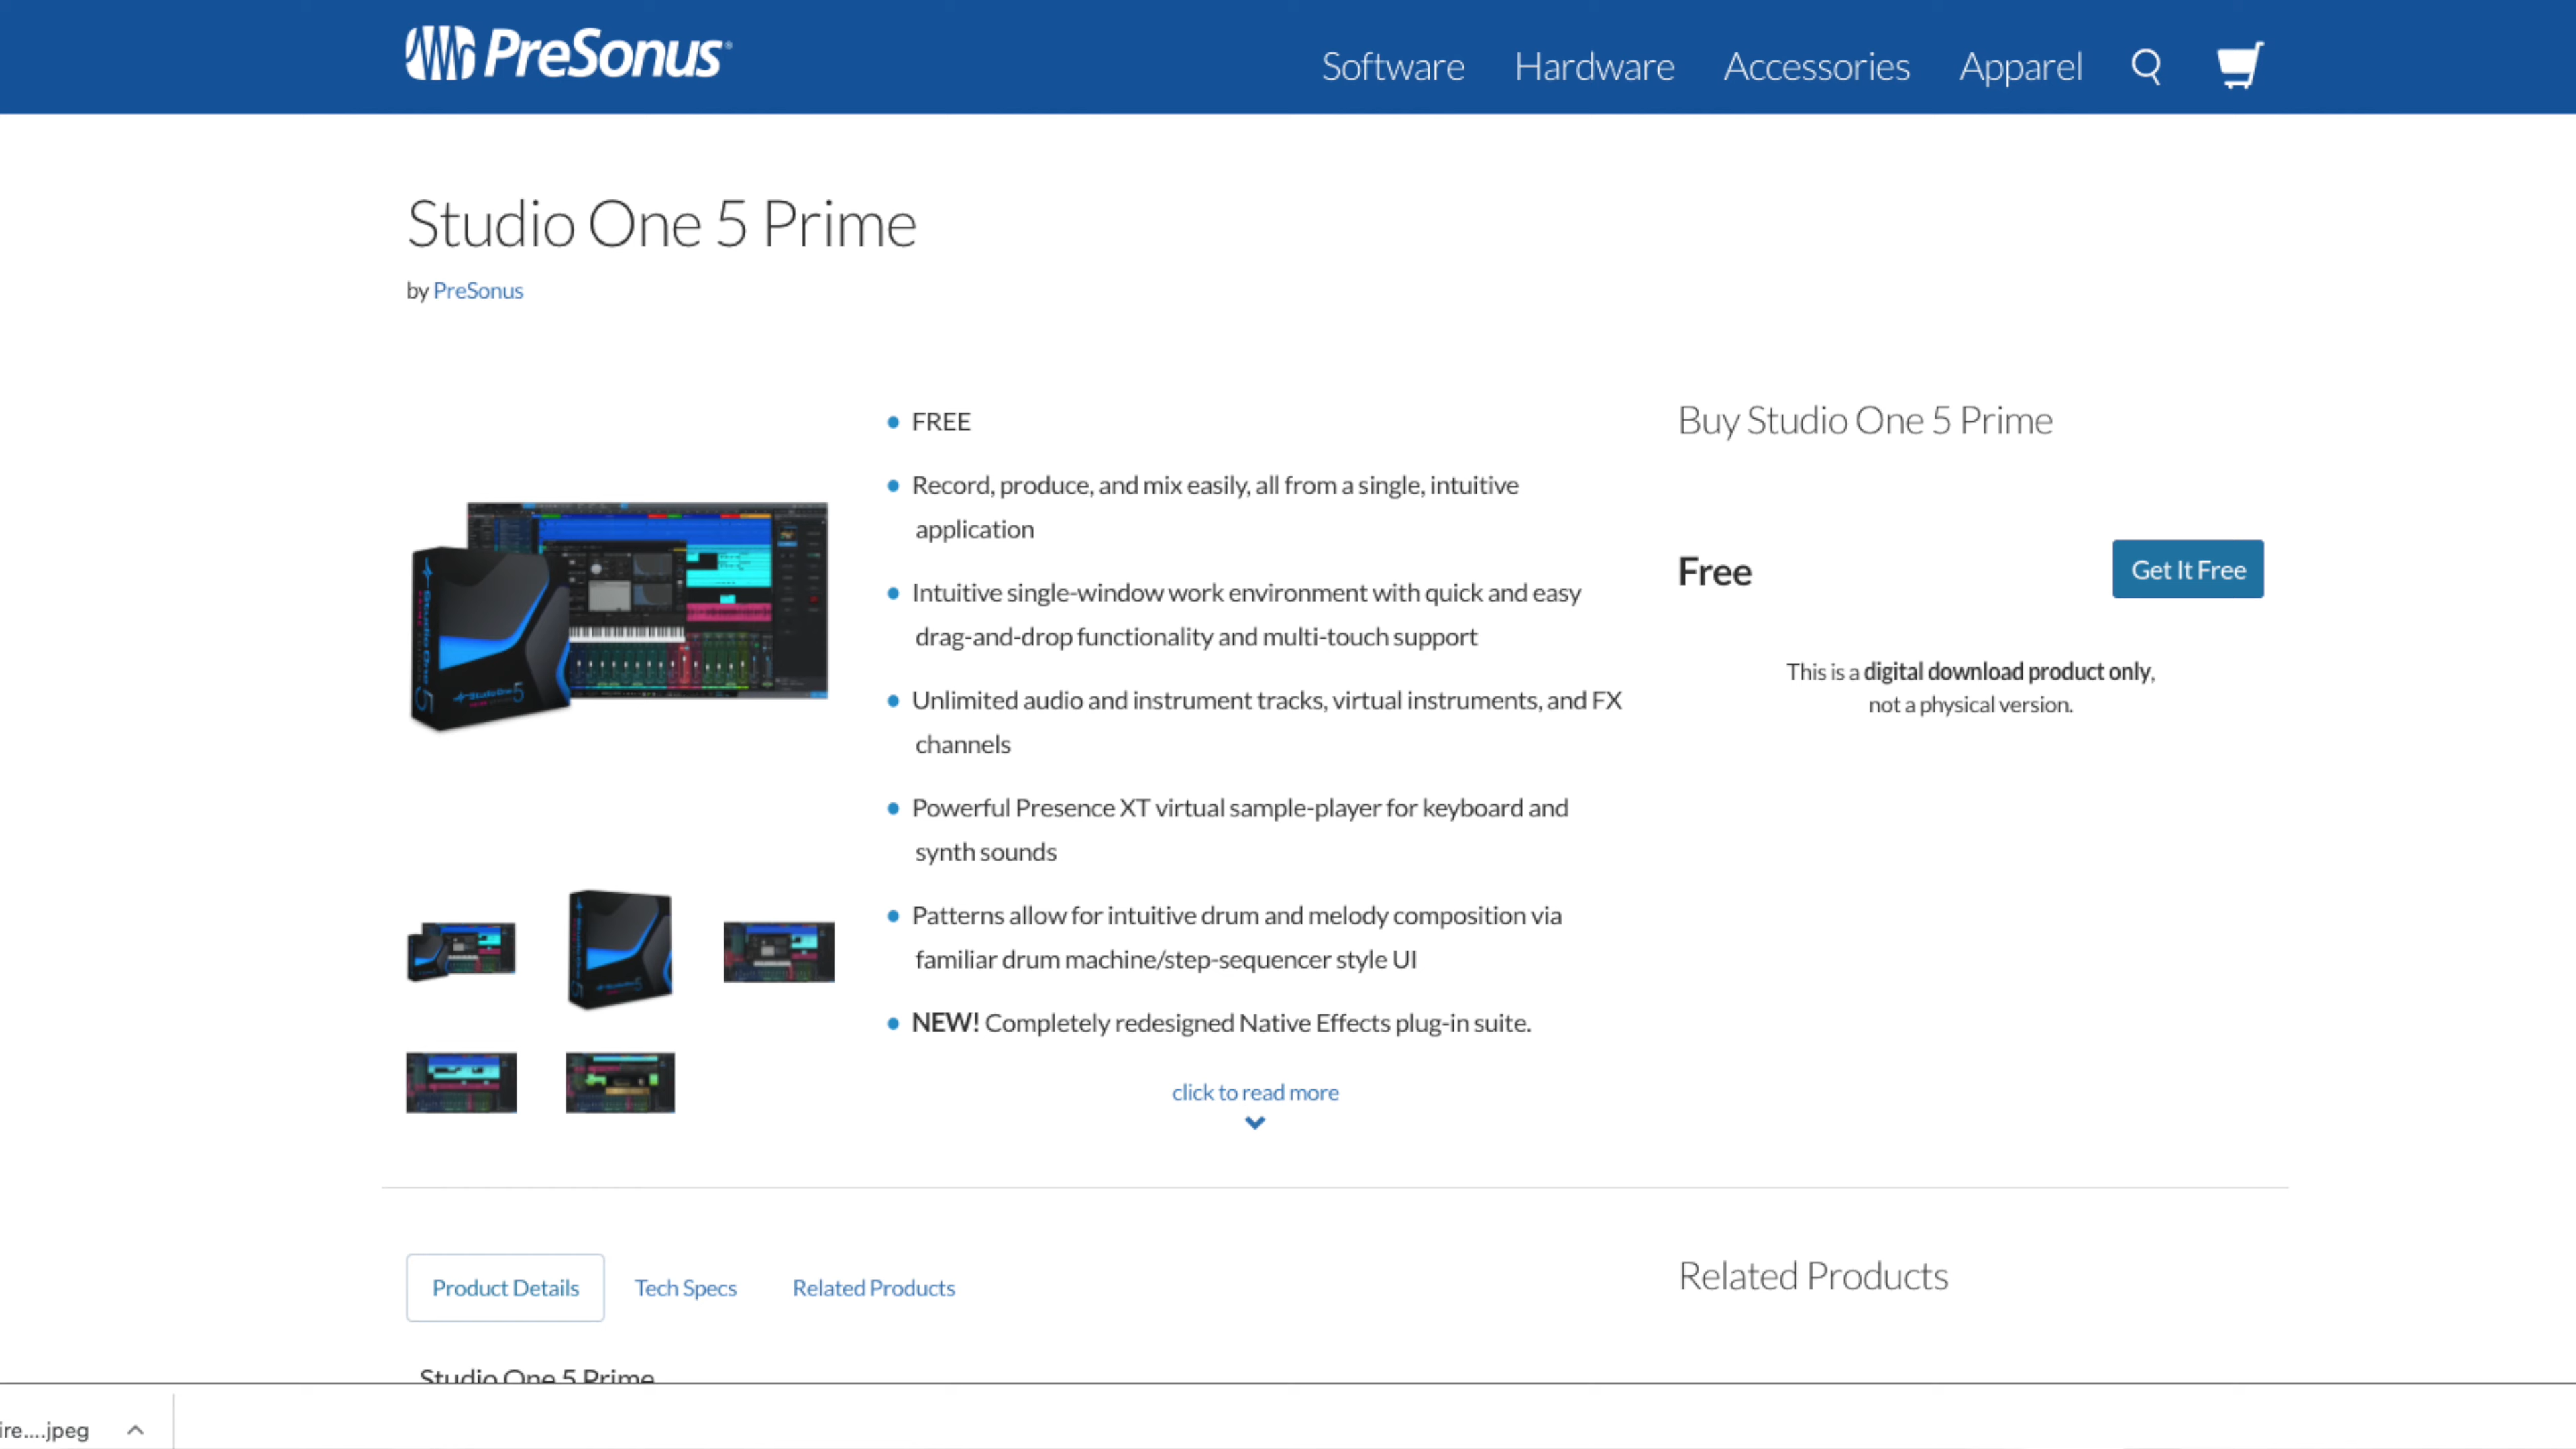 PreSonus
Software Hardware Accessories Apparel
Studio One 5 Prime
by PreSonus
FREE
Record, produce, and mix easily, all from a single, intuitive
application
Intuitive single-window work environment with quick and easy
drag-and-drop functionality and multi-touch support
Unlimited audio and instrument tracks, virtual instruments, and FX
channels
Powerful Presence XT virtual sample-player for keyboard and
synth sounds
Patterns allow for intuitive drum and melody composition via
familiar drum machine/step-sequencer style UI
NEW! Completely redesigned Native Effects plug-in suite.
click to read more
Buy Studio One 5 Prime
Free
Get It Free
This is a digital download product only,
not a physical version.
Studio One 5
Product Details Tech Specs Related Products
Related Products
Studio One 5 Prime
ire....jpeg